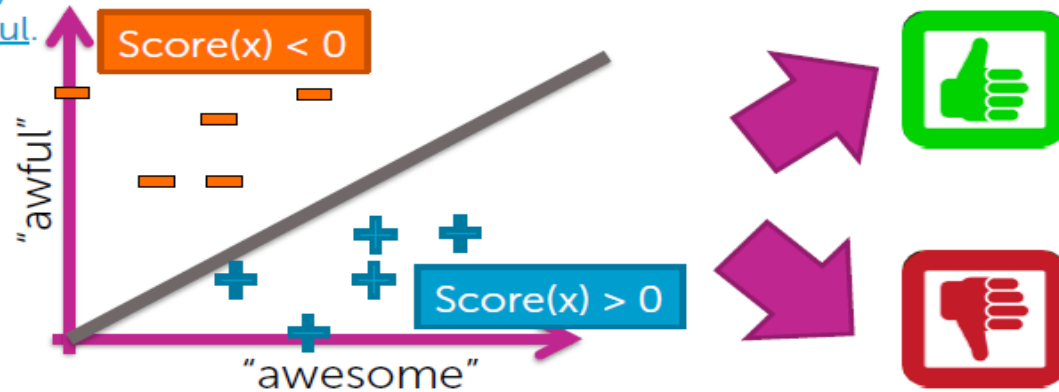 ul.
Score(x) < 0
"awful"
Score(x) > 0
"awesome"